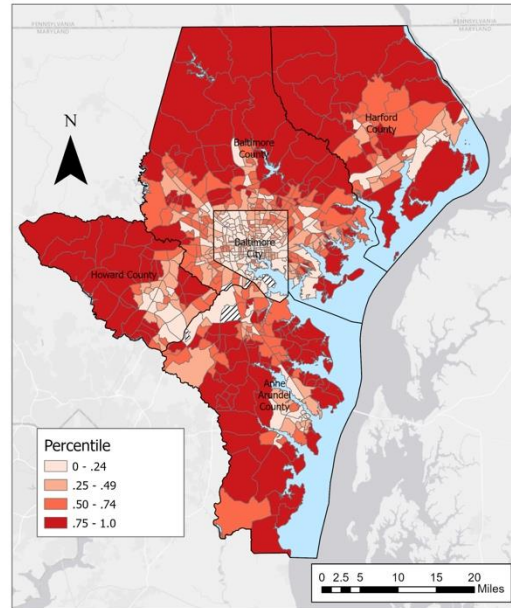 PENNSYLVANIA
MARYLAND
PENNSYLVANIA
MARYLAND
N
Harford
County
Baltimore
County
Baltimore
City
Howard County
Anne
Arundel
County
Percentile
0 - .24
.25 - .49
.50 - .74
.75 - 1.0
0 2.5 5 10 15 20
Miles